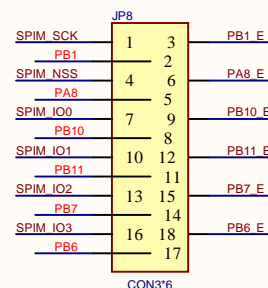 JP8
SPIM_SCK 1 3 PB1_E
PB1 2
SPIM_NSS 4 6 PA8_E
PA8 5
SPIM_IO0 7 9 PB10_E
PB10 8
SPIM_IO1 10 12 PB11_E
PB11 11
SPIM_IO2 13 15 PB7_E
PB7 14
SPIM_IO3 16 18 PB6_E
PB6 17
CON3*6